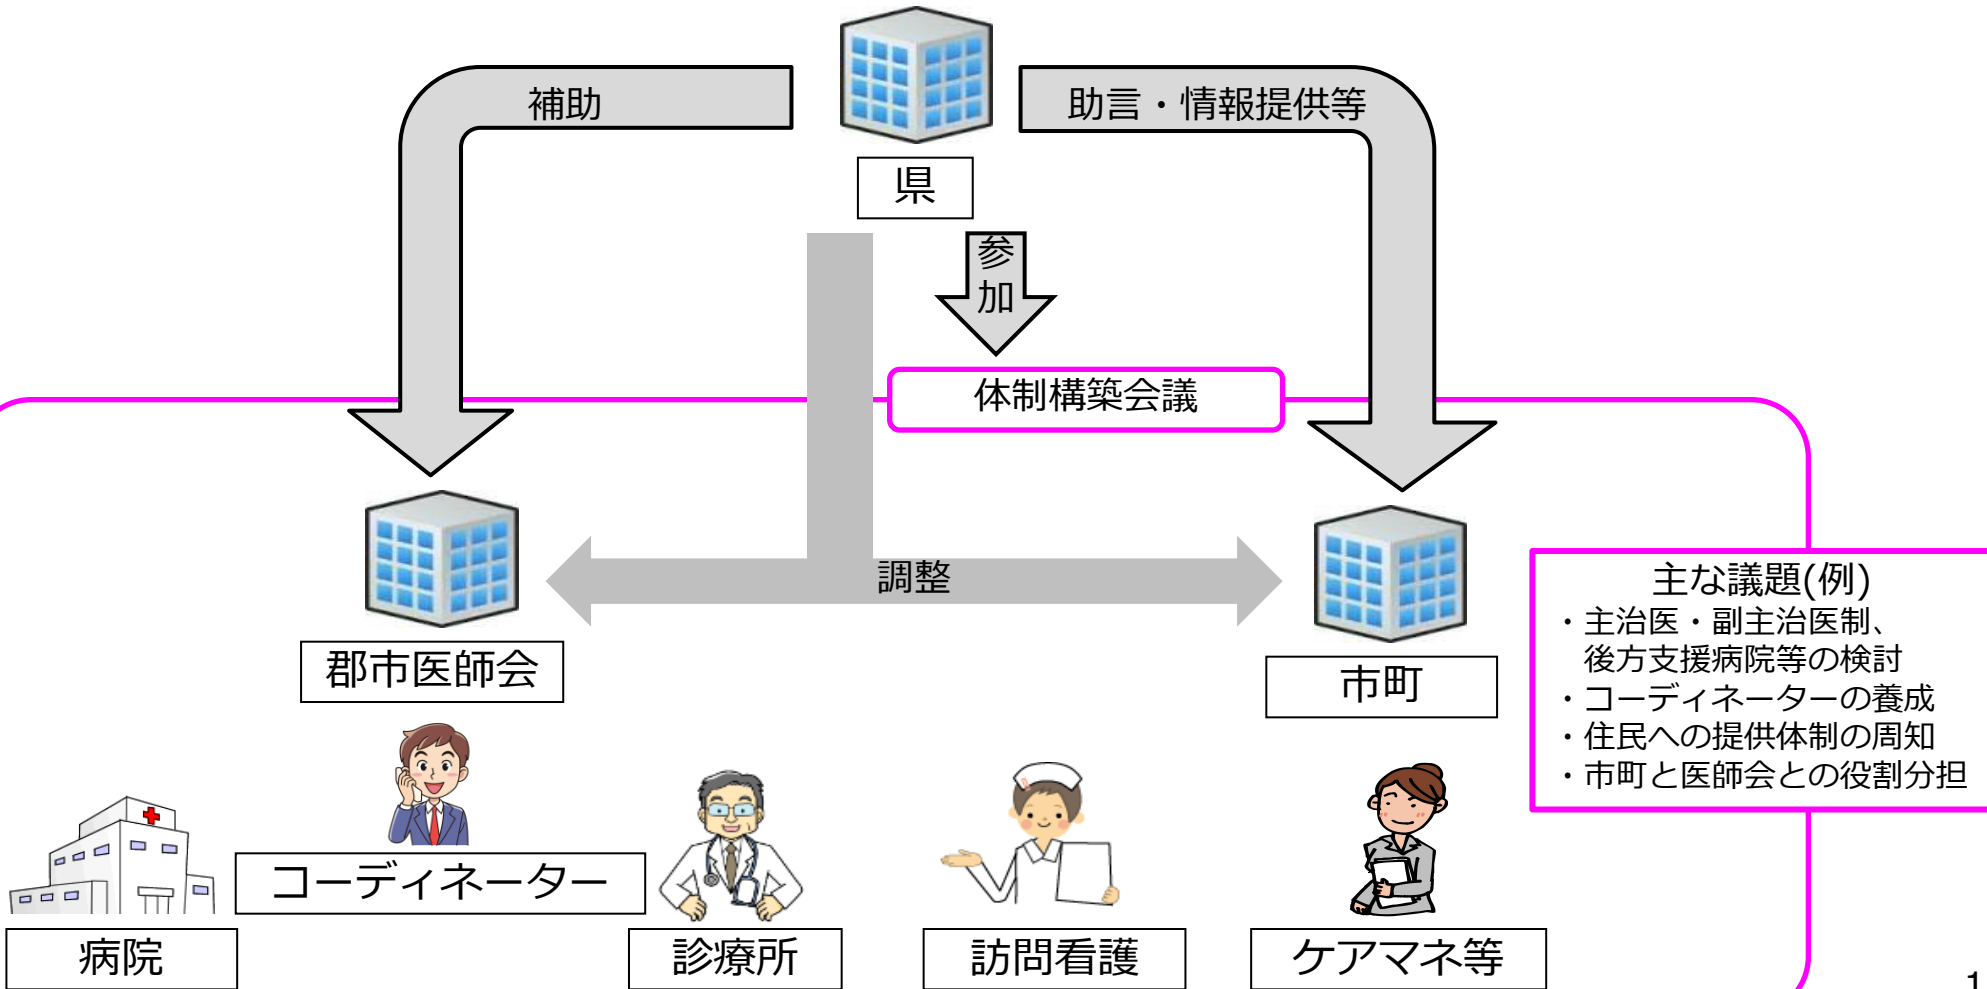 補助
助言・情報提供等
県
参
加
体制構築会議
調整
郡市医師会
市町
主な議題(例)
・主治医・副主治医制、
後方支援病院等の検討
・コーディネーターの養成
・住民への提供体制の周知
・市町と医師会との役割分担
コーディネーター
病院
診療所
訪問看護
ケアマネ等
1